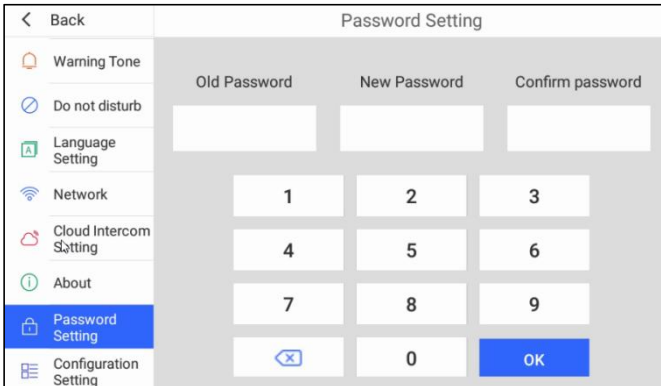 Back
Password Setting
Warning Tone
Do not disturb
Language
Setting
Network
Cloud Intercom
Setting
About
Password
Setting
Configuration
Setting
Old Password
New Password
Confirm password
1
2
3
4
5
6
7
8
9
0
OK